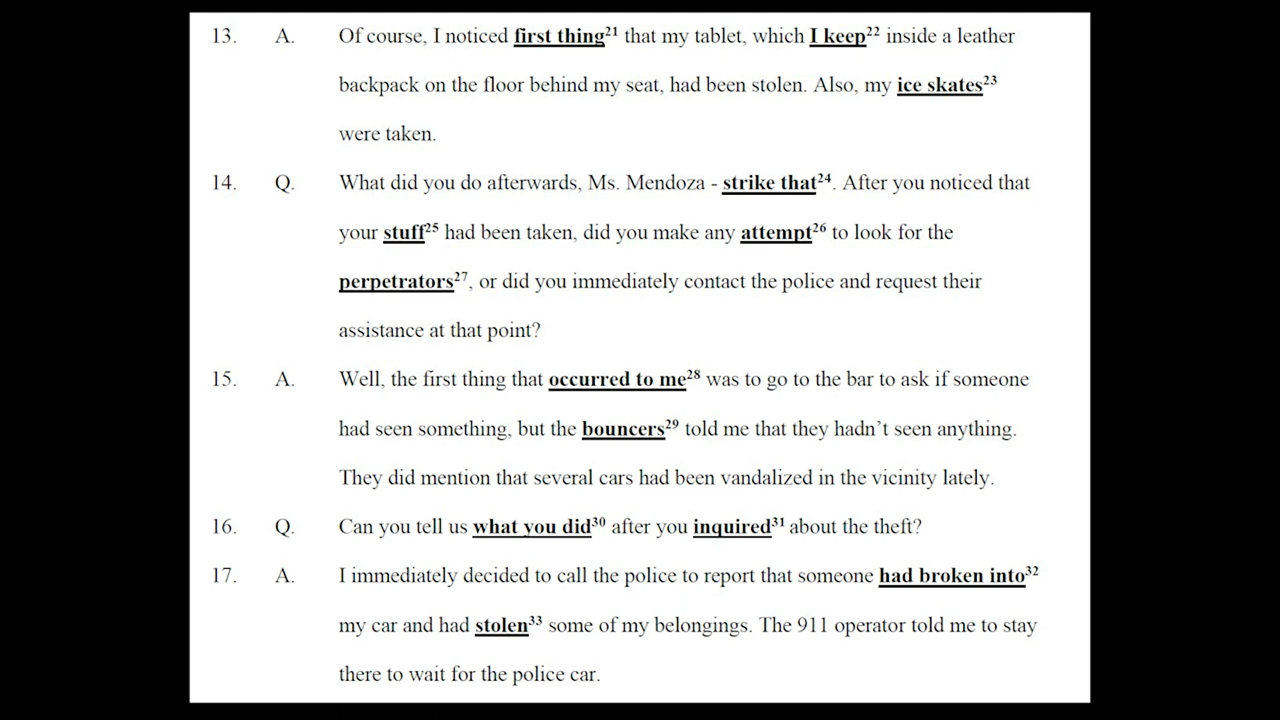 13. A. Of course, I noticed first thing21 that my tablet, which I keep22 inside a leather
backpack on the floor behind my seat, had been stolen. Also, my ice skates23
were taken.
14. Q. What did you do afterwards, Ms. Mendoza - strike that24. After you noticed that
your stuff25 had been taken, did you make any attempt26 to look for the
perpetrators27, or did you immediately contact the police and request their
assistance at that point?
15. A. Well, the first thing that occurred to me28 was to go to the bar to ask if someone
had seen something, but the bouncers29 told me that they hadn't seen anything.
They did mention that several cars had been vandalized in the vicinity lately.
16. Q. Can you tell us what you did30 after you inquired31 about the theft?
17. A. I immediately decided to call the police to report that someone had broken into32
my car and had stolen33 some of my belongings. The 911 operator told me to stay
there to wait for the police car.